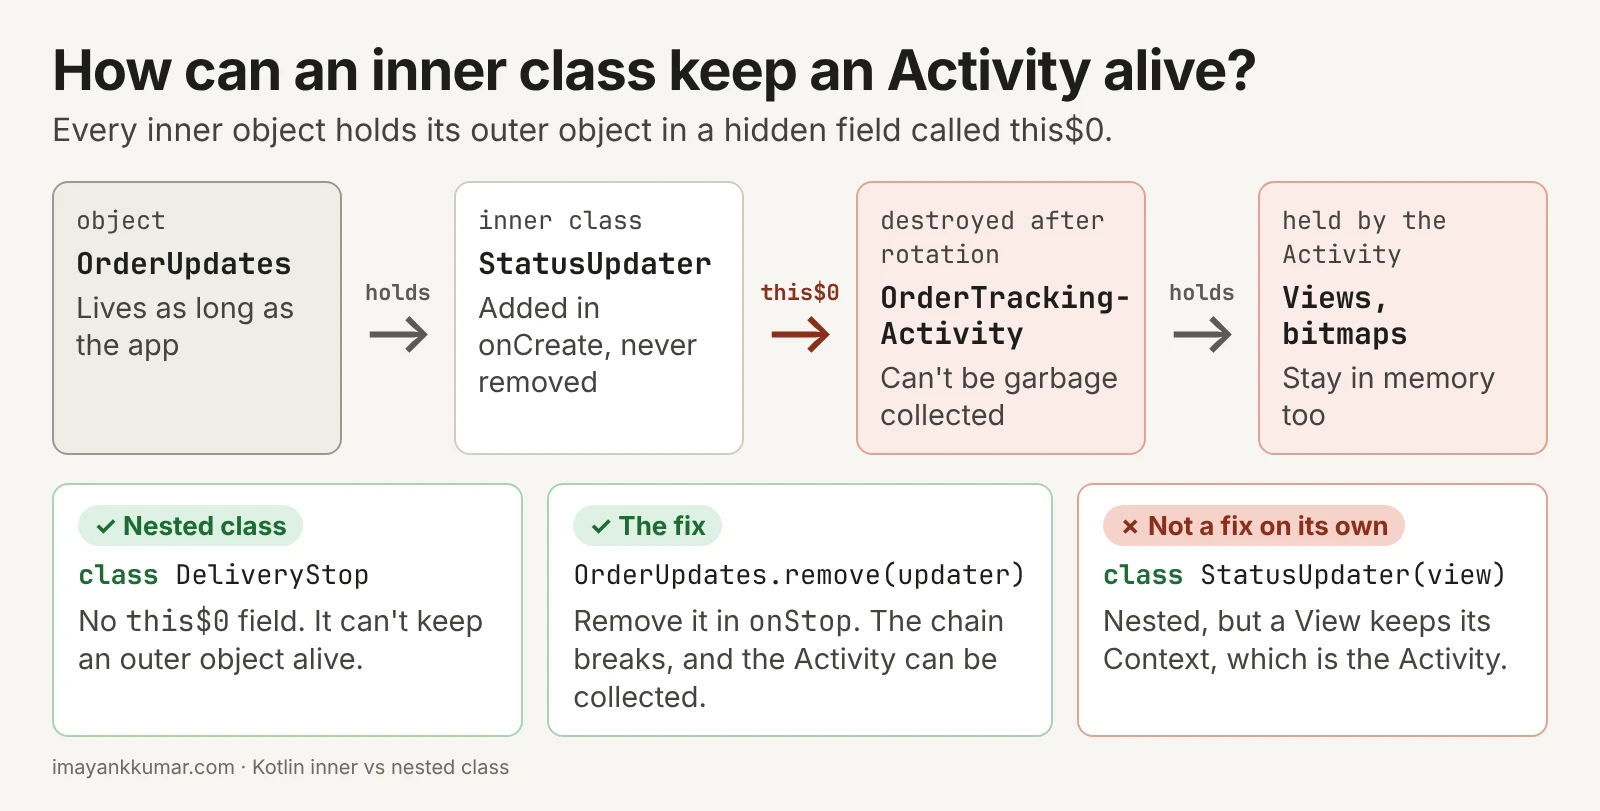 How can an inner class keep an Activity alive?
Every inner object holds its outer object in a hidden field called this$0.
object
OrderUpdates
Lives as long as
the app
holds
inner class
StatusUpdater
Added in
onCreate, never
removed
this$0
destroyed after
rotation
OrderTracking-
Activity
Can't be garbage
collected
holds
held by the
Activity
Views,
bitmaps
Stay in memory
too
✓ Nested class
class DeliveryStop
No this$0 field. It can't keep
an outer object alive.
✓ The fix
OrderUpdates.remove(updater)
Remove it in onStop. The chain
breaks, and the Activity can be
collected.
× Not a fix on its own
class StatusUpdater(view)
Nested, but a View keeps its
Context, which is the Activity.
imayankkumar.com · Kotlin inner vs nested class